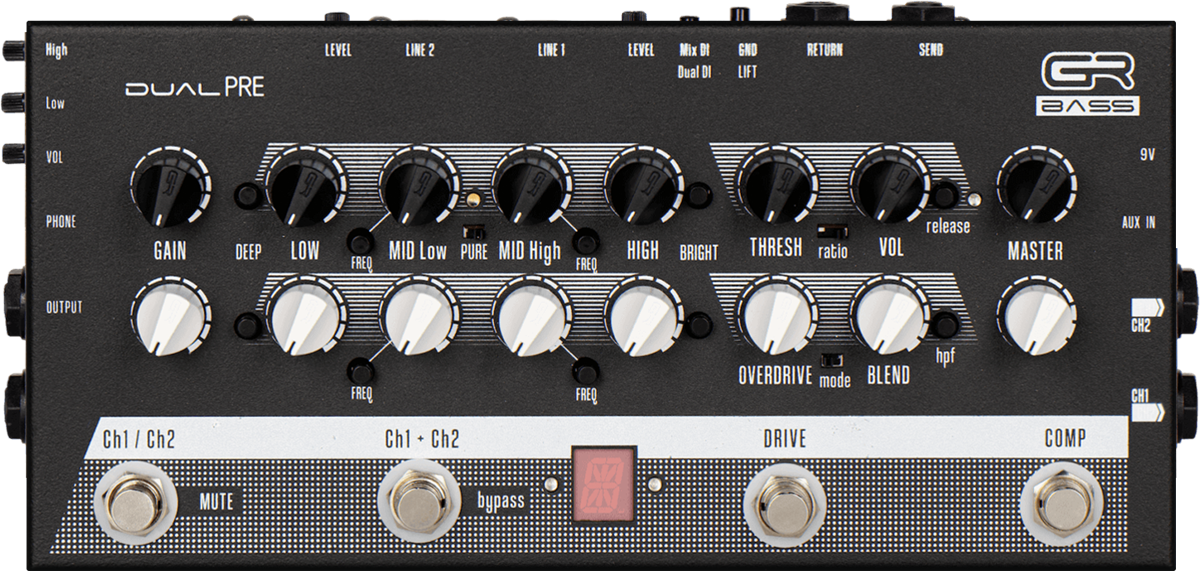 High
LEVEL
LINE 2
LINE 1
LEVEL
Mix DI
Dual DI
GND
LIFT
RETURN
SEND
GR
BASS
DUAL PRE
Low
VOL
9V
PHONE
AUX IN
GAIN
DEEP
LOW
FREQ
MID Low
PURE
MID High
FREQ
HIGH
BRIGHT
THRESH
ratio
VOL
release
MASTER
OUTPUT
CH2
FREQ
FREQ
OVERDRIVE
mode
BLEND
hpf
CH1
Ch1 / Ch2
Ch1 + Ch2
DRIVE
COMP
MUTE
bypass